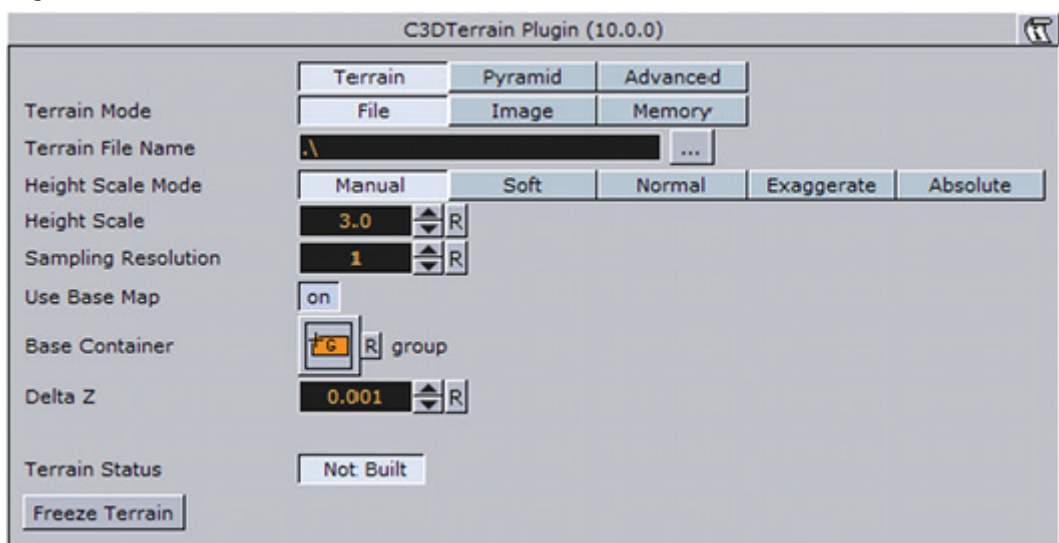 C3DTerrain Plugin (10.0.0)
Terrain Pyramid Advanced
Terrain Mode File Image Memory
Terrain File Name .\ ...
Height Scale Mode Manual Soft Normal Exaggerate Absolute
Height Scale 3.0 R
Sampling Resolution 1 R
Use Base Map on
Base Container G R group
Delta Z 0.001 R
Terrain Status Not Built
Freeze Terrain